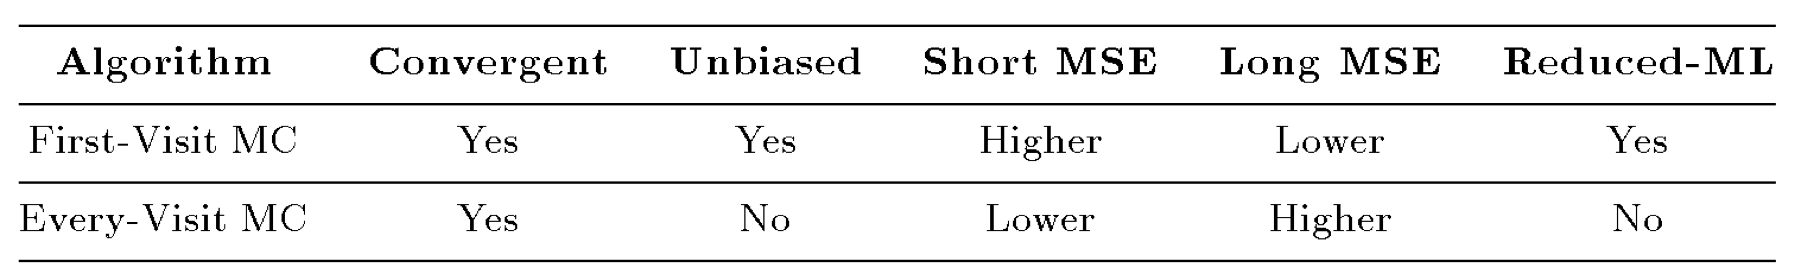 Algorithm Convergent Unbiased Short MSE Long MSE Reduced-ML
First-Visit MC Yes Yes Higher Lower Yes
Every-Visit MC Yes No Lower Higher No